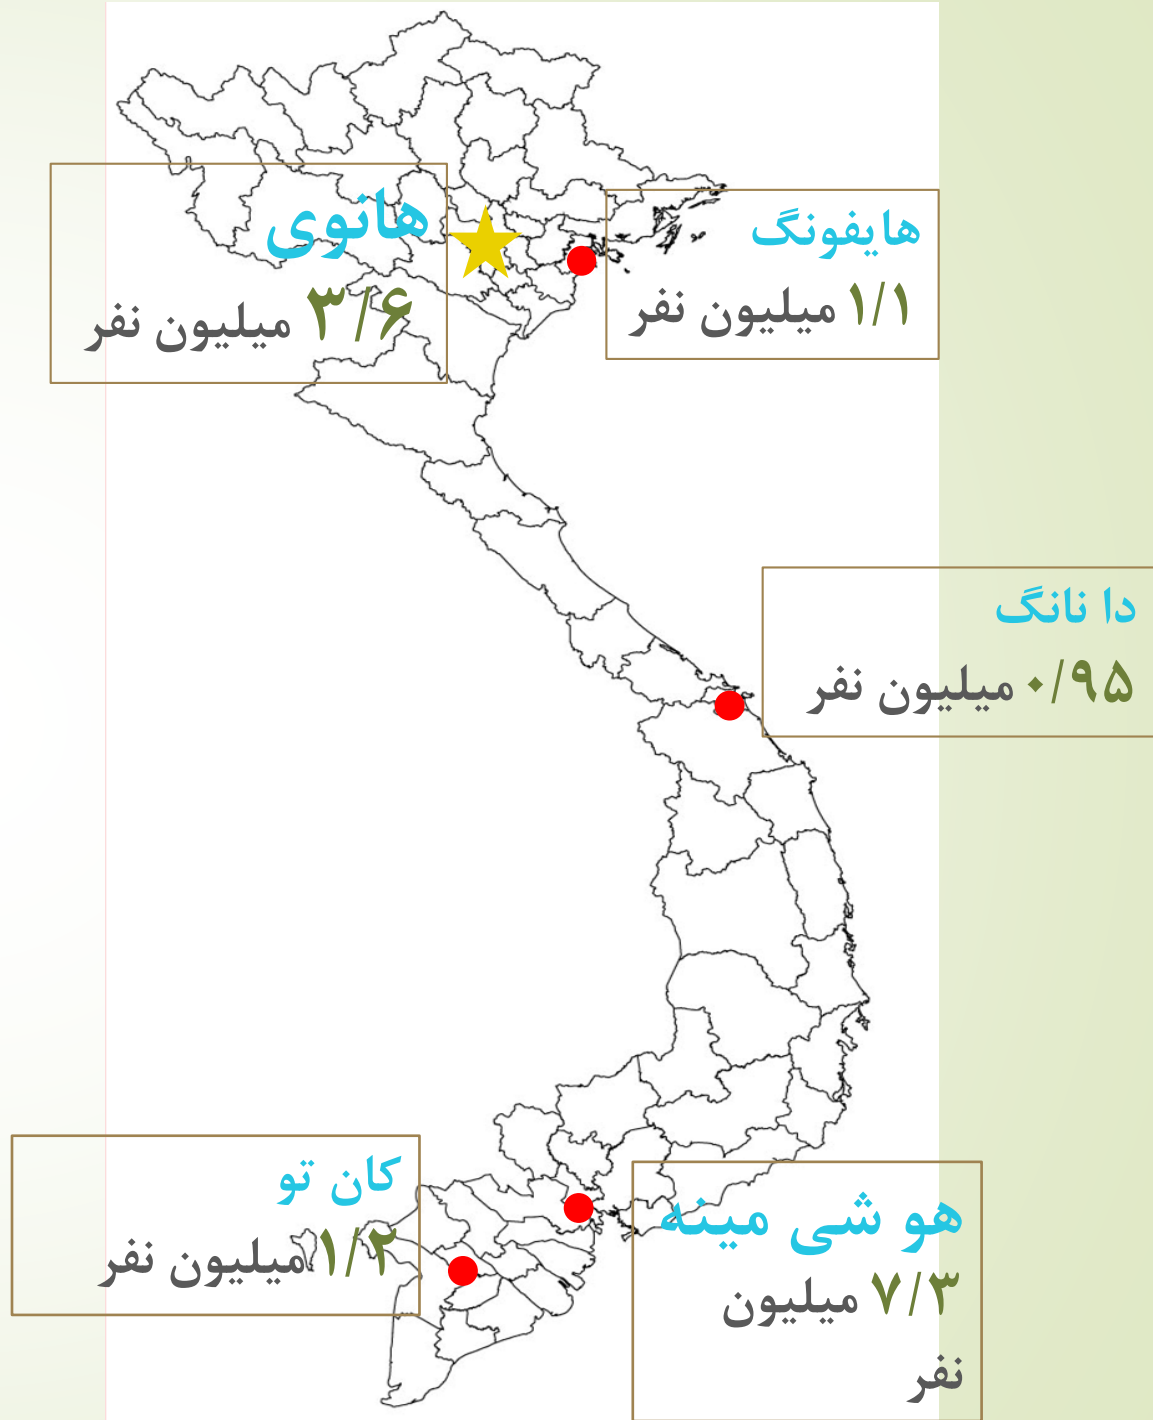 هانوی
۳/۶ میلیون نفر
هایفونگ
۱/۱ میلیون نفر
دا نانگ
۰/۹۵ میلیون نفر
کان تو
۱/۲ میلیون نفر
هو شی مینه
۷/۳ میلیون
نفر